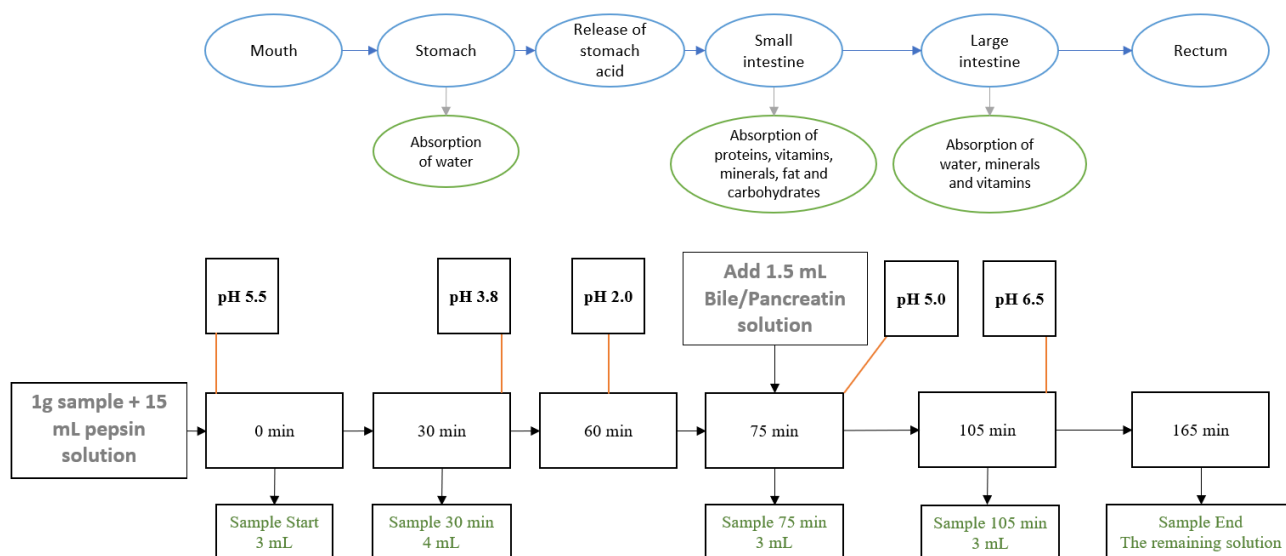 Mouth
Stomach
Release of
stomach
acid
Small
intestine
Large
intestine
Rectum
Absorption
of water
Absorption of
proteins, vitamins,
minerals, fat and
carbohydrates
Absorption of
water, minerals
and vitamins
pH 5.5
pH 3.8
pH 2.0
Add 1.5 mL
Bile/Pancreatin
solution
pH 5.0
pH 6.5
1g sample + 15
mL pepsin
solution
0 min
30 min
60 min
75 min
105 min
165 min
Sample Start
3 mL
Sample 30 min
4 mL
Sample 75 min
3 mL
Sample 105 min
3 mL
Sample End
The remaining solution